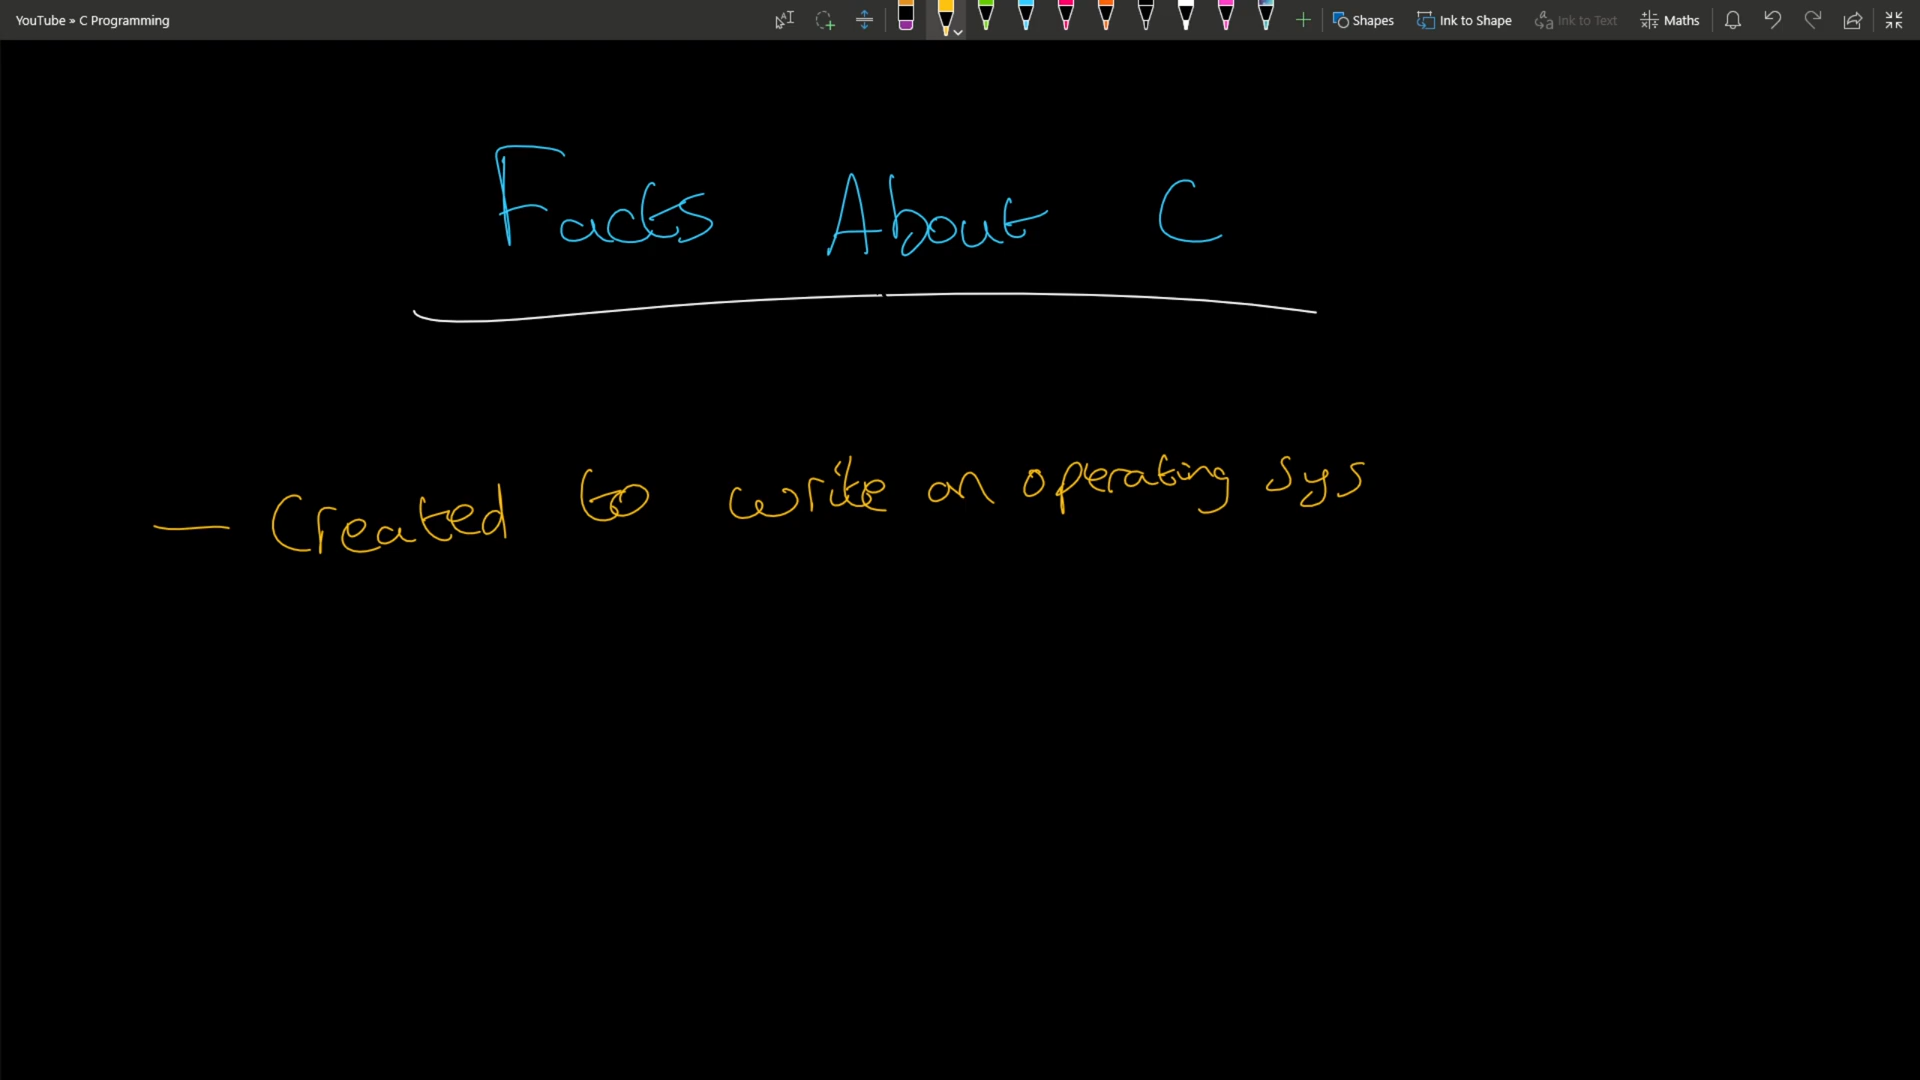 YouTube » C Programming
Shapes Ink to Shape Ink to Text Maths
Facts About C
— Created to write an operating sys